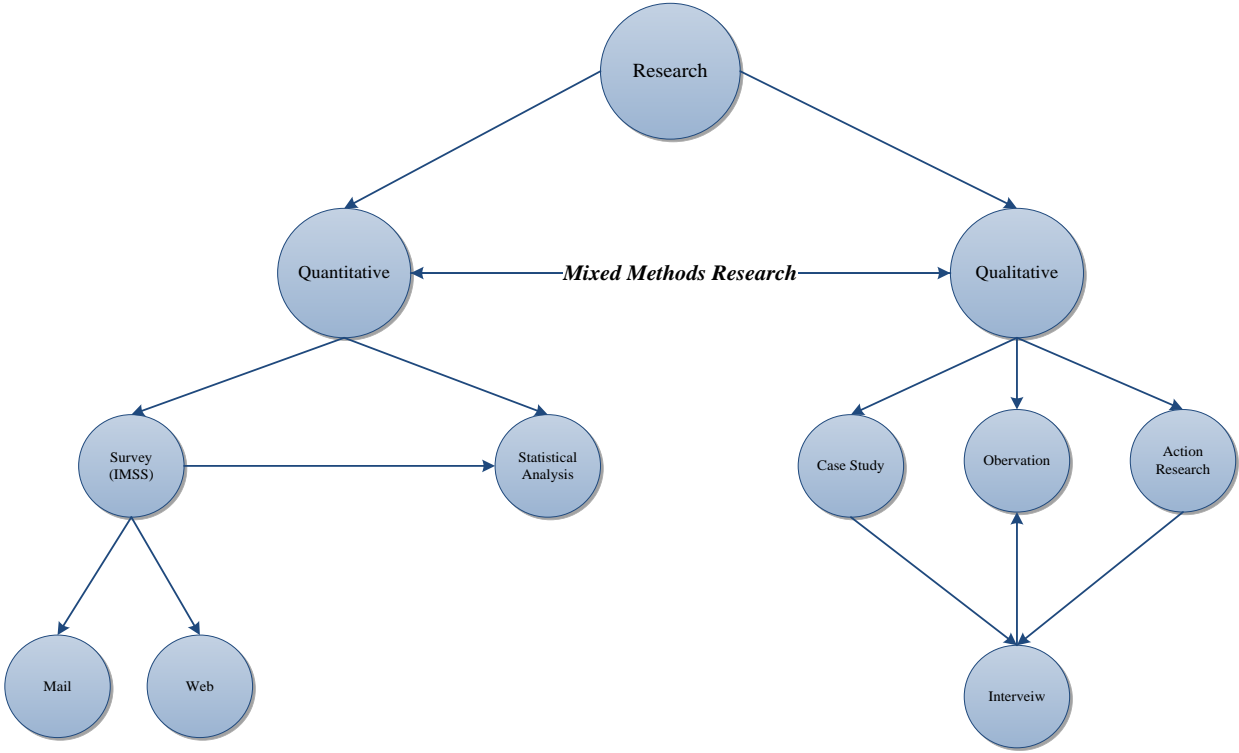 Research
Quantitative
Mixed Methods Research
Qualitative
Survey
(IMSS)
Statistical
Analysis
Case Study
Obervation
Action
Research
Mail
Web
Interveiw